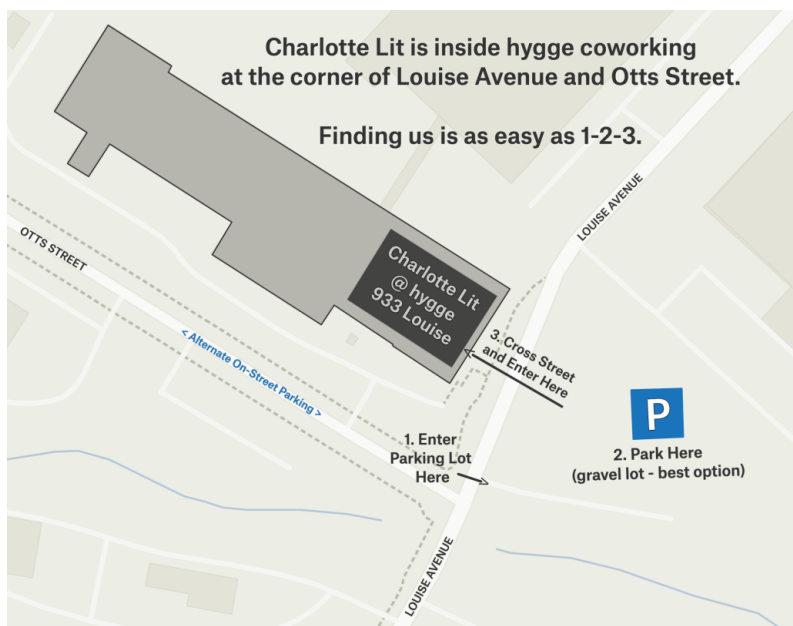 Charlotte Lit is inside hygge coworking
at the corner of Louise Avenue and Otts Street.
Finding us is as easy as 1-2-3.
LOUISE AVENUE
OTTS STREET
Charlotte Lit
@ hygge
933 Louise
< Alternate On-Street Parking >
3. Cross Street
and Enter Here
P
2. Park Here
(gravel lot - best option)
1. Enter
Parking Lot
Here
LOUISE AVENUE